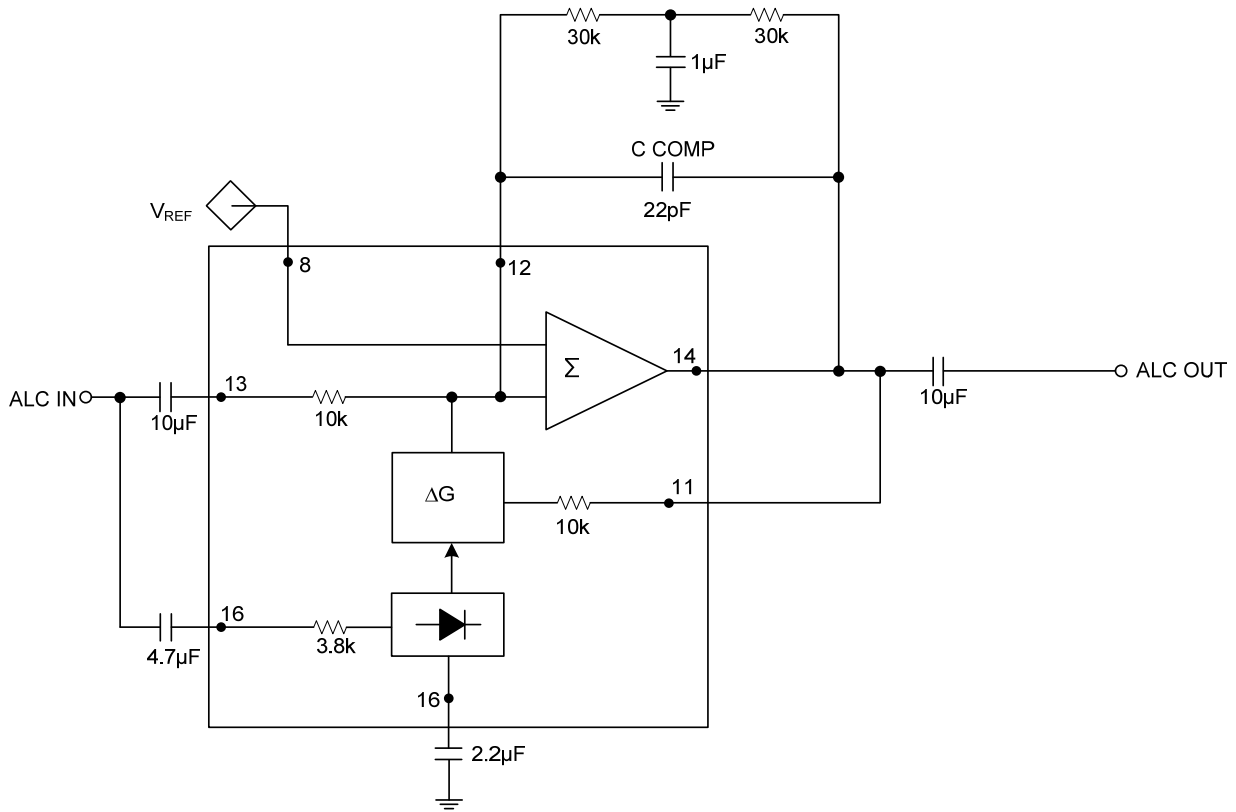 30k
30k
1µF
C COMP
22pF
VREF
8
12
14
Σ
ALC IN
10µF
13
10k
10µF
ALC OUT
ΔG
11
10k
16
4.7µF
3.8k
16
2.2µF